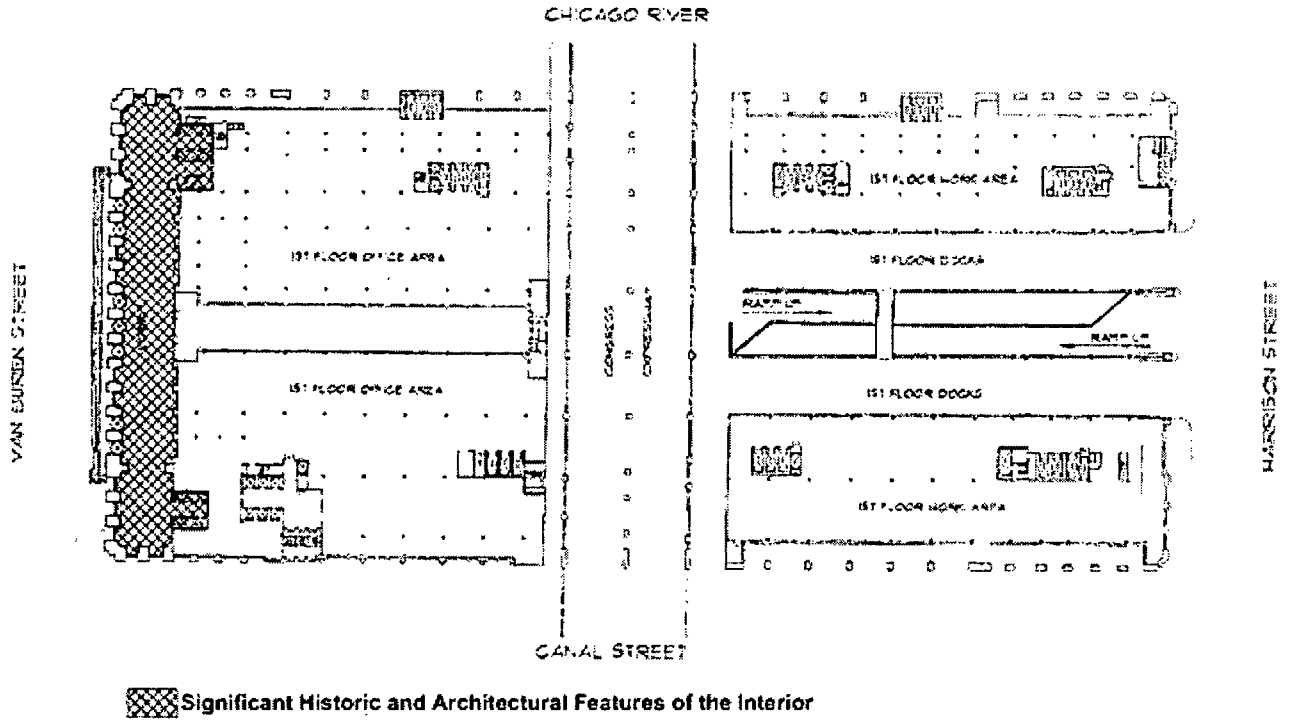 CHICAGO RIVER
VAN BUREN STREET
1ST FLOOR OFFICE AREA
1ST FLOOR OFFICE AREA
CONGRESS
EXPRESSWAY
1ST FLOOR WORK AREA
1ST FLOOR DOCKS
RAMP UP
RAMP UP
1ST FLOOR DOCKS
1ST FLOOR WORK AREA
HARRISON STREET
CANAL STREET
Significant Historic and Architectural Features of the Interior